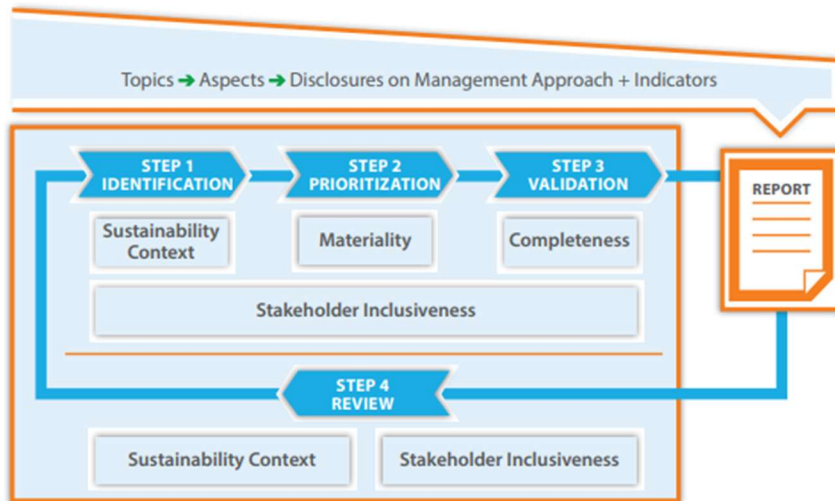 Topics ➔ Aspects ➔ Disclosures on Management Approach + Indicators
STEP 1
IDENTIFICATION
STEP 2
PRIORITIZATION
STEP 3
VALIDATION
REPORT
Sustainability
Context
Materiality
Completeness
Stakeholder Inclusiveness
STEP 4
REVIEW
Sustainability Context
Stakeholder Inclusiveness